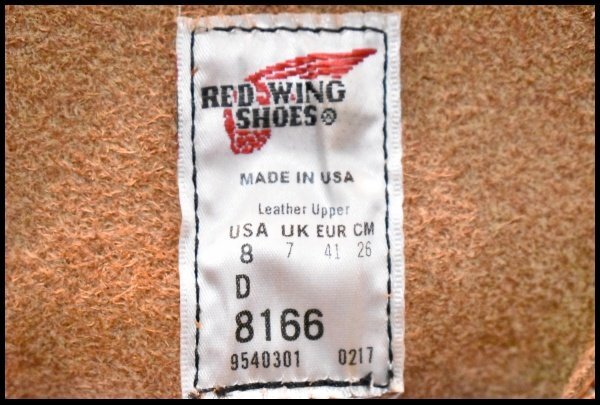 RED WING
SHOES®
MADE IN USA
Leather Upper
USA UK EUR CM
8 7 41 26
D
8166
9540301 0217